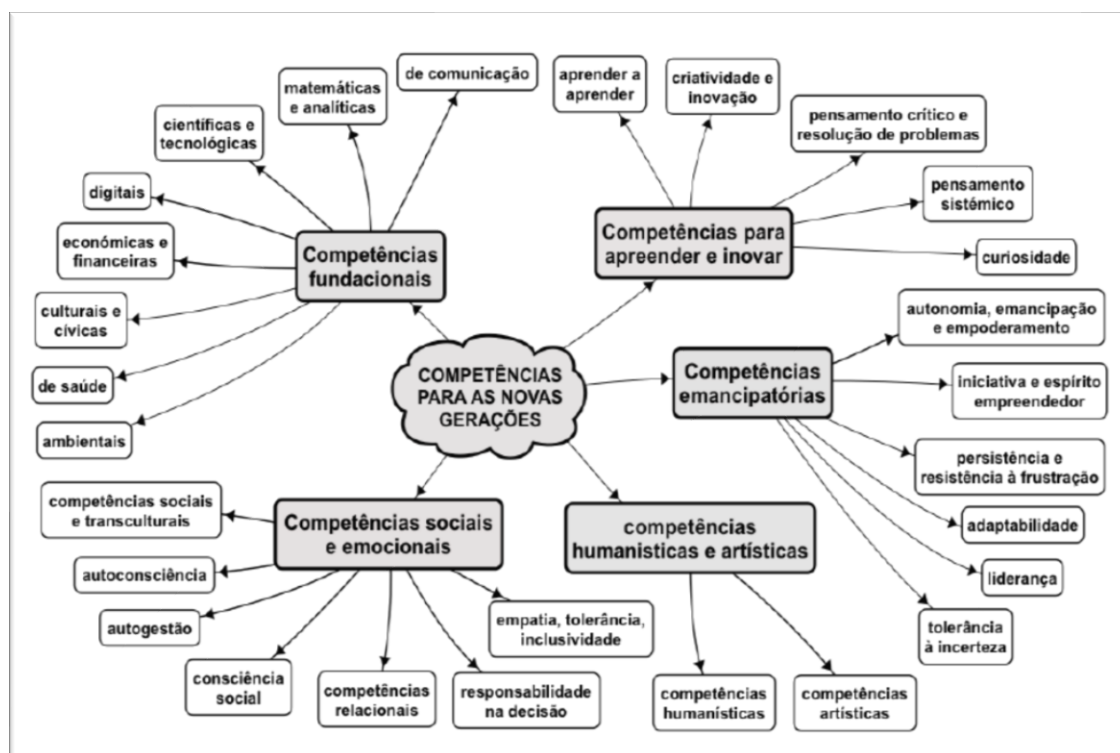 COMPETÊNCIAS
PARA AS NOVAS
GERAÇÕES
Competências
fundacionais
de comunicação
matemáticas
e analíticas
científicas e
tecnológicas
digitais
económicas e
financeiras
culturais e
cívicas
de saúde
ambientais
Competências para
apreender e inovar
aprender a
aprender
criatividade e
inovação
pensamento crítico e
resolução de problemas
pensamento
sistémico
curiosidade
Competências
emancipatórias
autonomia, emancipação
e empoderamento
iniciativa e espírito
empreendedor
persistência e
resistência à frustração
adaptabilidade
liderança
tolerância
à incerteza
competências
humanisticas e artísticas
competências
humanísticas
competências
artísticas
Competências sociais
e emocionais
competências sociais
e transculturais
autoconsciência
autogestão
consciência
social
competências
relacionais
responsabilidade
na decisão
empatia, tolerância,
inclusividade